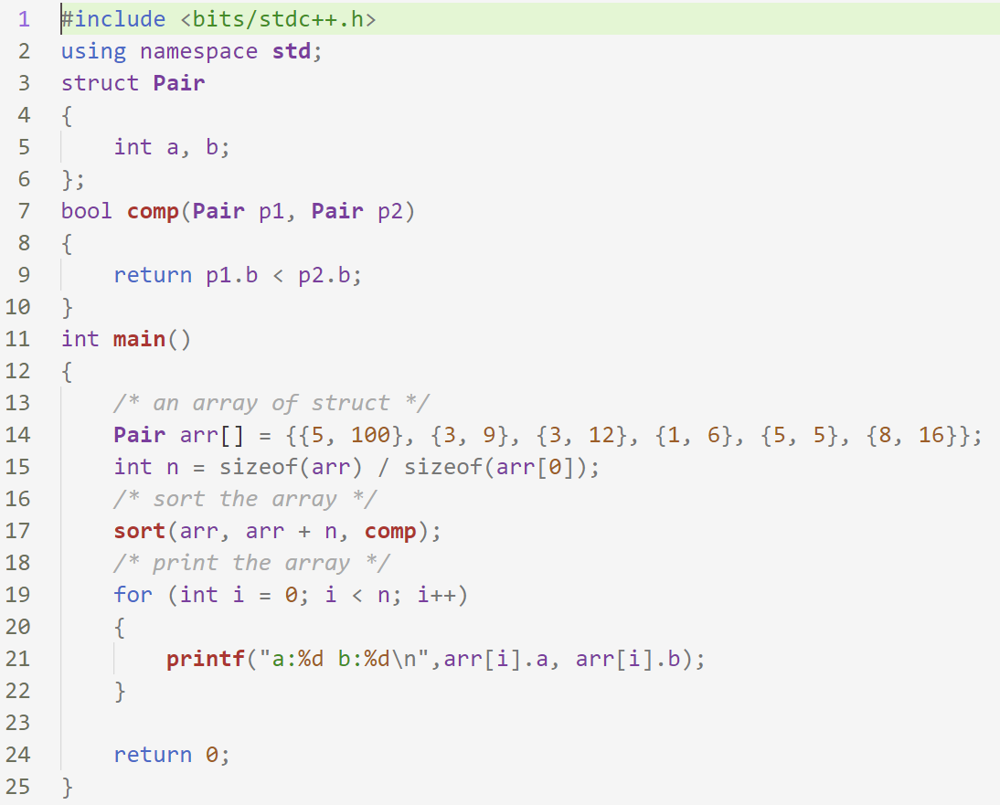 1 #include <bits/stdc++.h>
2 using namespace std;
3 struct Pair
4 {
5     int a, b;
6 };
7 bool comp(Pair p1, Pair p2)
8 {
9     return p1.b < p2.b;
10 }
11 int main()
12 {
13     /* an array of struct */
14     Pair arr[] = {{5, 100}, {3, 9}, {3, 12}, {1, 6}, {5, 5}, {8, 16}};
15     int n = sizeof(arr) / sizeof(arr[0]);
16     /* sort the array */
17     sort(arr, arr + n, comp);
18     /* print the array */
19     for (int i = 0; i < n; i++)
20     {
21         printf("a:%d b:%d\n",arr[i].a, arr[i].b);
22     }
23
24     return 0;
25 }